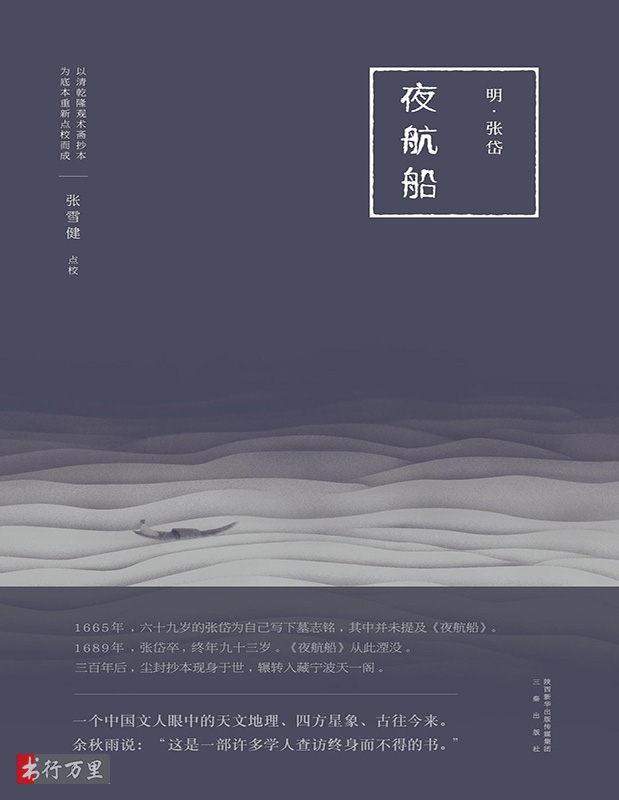 夜航船
明·张岱
以清乾隆观术斋抄本
为底本重新点校而成
张雪健 点校
1665年，六十九岁的张岱为自己写下墓志铭，其中并未提及《夜航船》。
1689年，张岱卒，终年九十三岁。《夜航船》从此湮没。
三百年后，尘封抄本现身于世，辗转入藏宁波天一阁。
一个中国文人眼中的天文地理、四方星象、古往今来。
余秋雨说：“这是一部许多学人查访终身而不得的书。”
陕西新华出版传媒集团
三秦出版社
书行万里